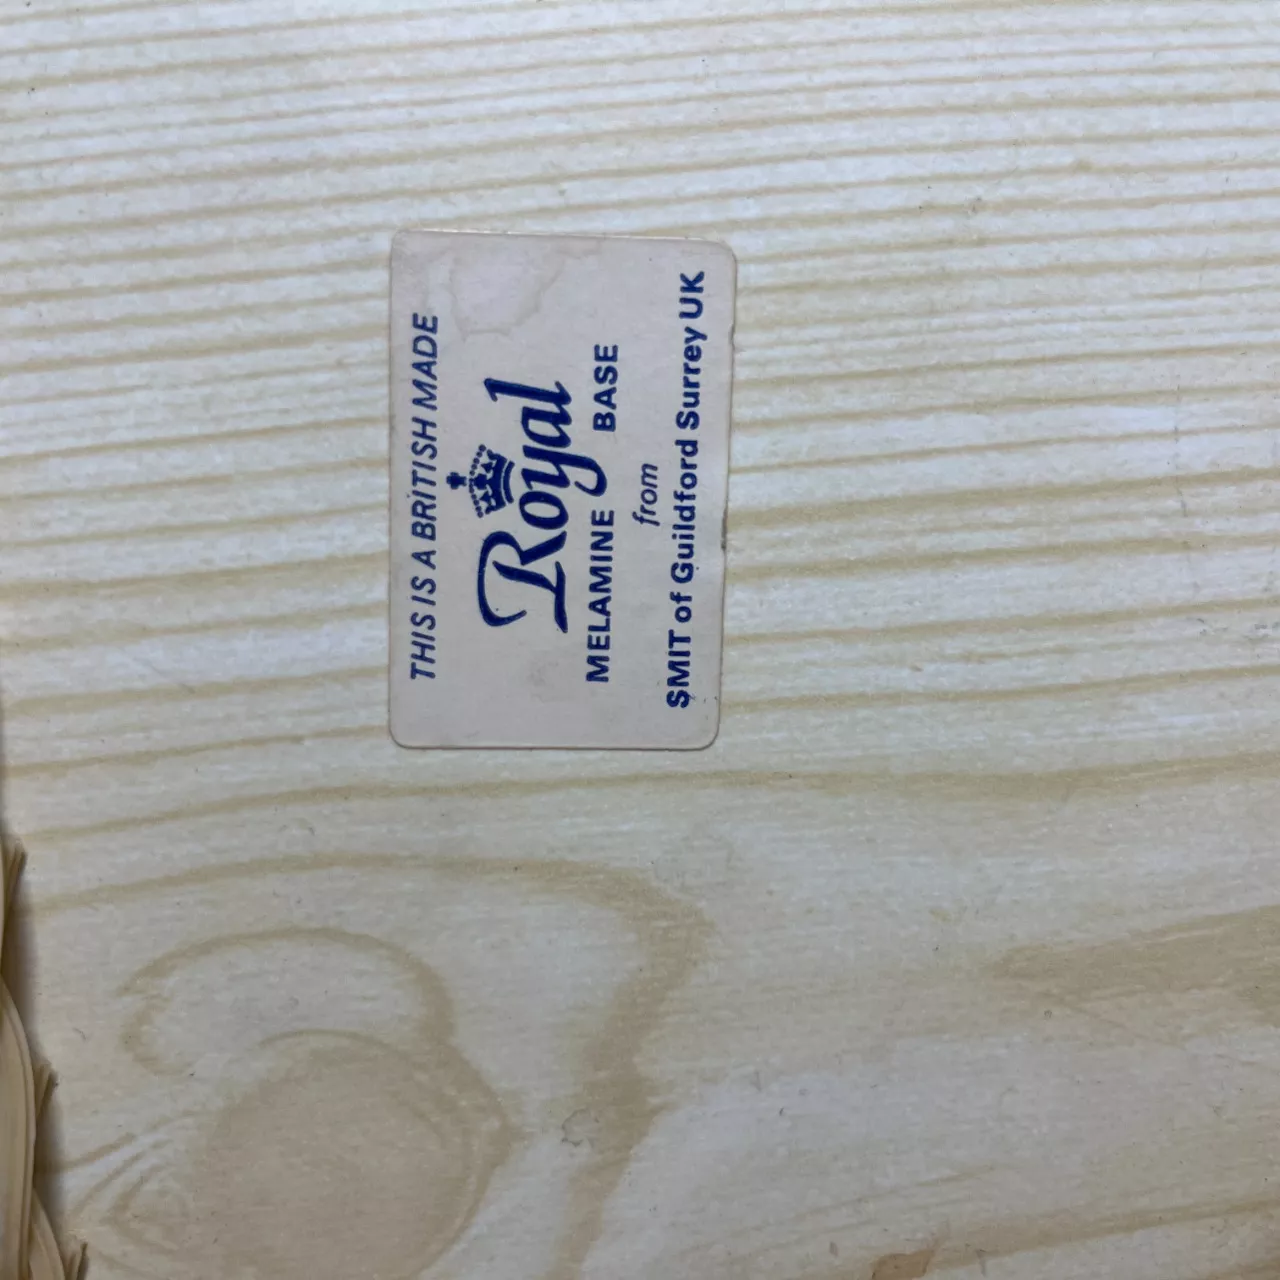 THIS IS A BRITISH MADE
Royal
MELAMINE BASE
from
SMIT of Guildford Surrey UK